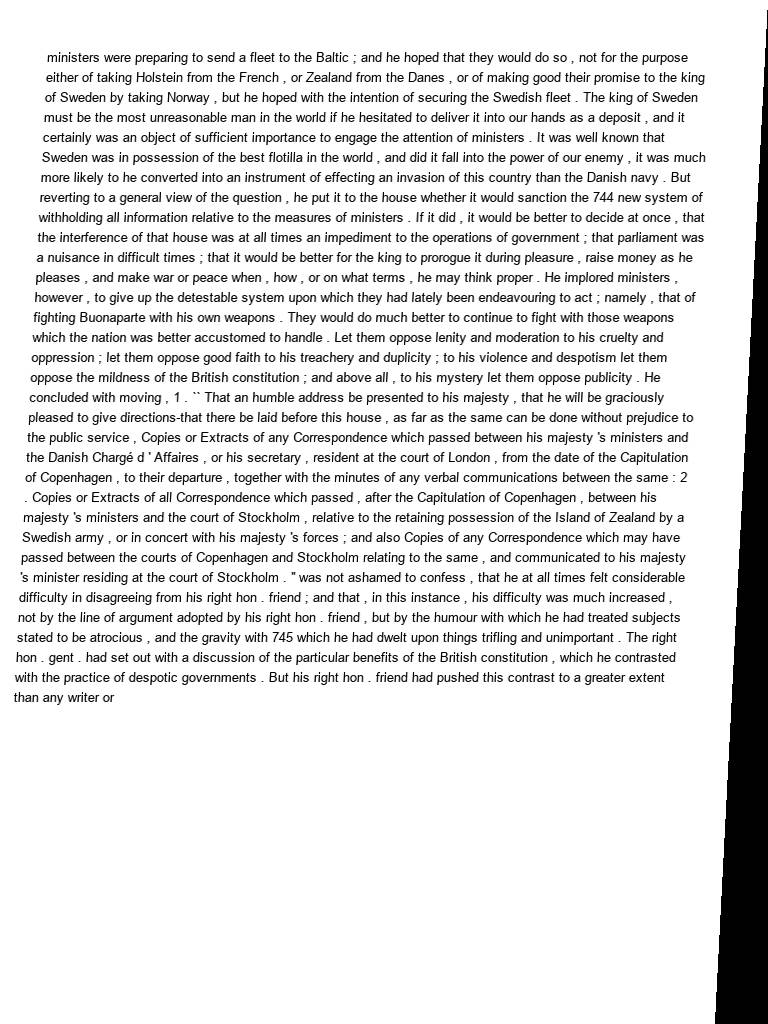 ministers were preparing to send a fleet to the Baltic ; and he hoped that they would do so , not for the purpose
either of taking Holstein from the French , or Zealand from the Danes , or of making good their promise to the king
of Sweden by taking Norway , but he hoped with the intention of securing the Swedish fleet . The king of Sweden
must be the most unreasonable man in the world if he hesitated to deliver it into our hands as a deposit , and it
certainly was an object of sufficient importance to engage the attention of ministers . It was well known that
Sweden was in possession of the best flotilla in the world , and did it fall into the power of our enemy , it was much
more likely to he converted into an instrument of effecting an invasion of this country than the Danish navy . But
reverting to a general view of the question , he put it to the house whether it would sanction the 744 new system of
withholding all information relative to the measures of ministers . If it did , it would be better to decide at once , that
the interference of that house was at all times an impediment to the operations of government ; that parliament was
a nuisance in difficult times ; that it would be better for the king to prorogue it during pleasure , raise money as he
pleases , and make war or peace when , how , or on what terms , he may think proper . He implored ministers ,
however , to give up the detestable system upon which they had lately been endeavouring to act ; namely , that of
fighting Buonaparte with his own weapons . They would do much better to continue to fight with those weapons
which the nation was better accustomed to handle . Let them oppose lenity and moderation to his cruelty and
oppression ; let them oppose good faith to his treachery and duplicity ; to his violence and despotism let them
oppose the mildness of the British constitution ; and above all , to his mystery let them oppose publicity . He
concluded with moving , 1 . `` That an humble address be presented to his majesty , that he will be graciously
pleased to give directions-that there be laid before this house , as far as the same can be done without prejudice to
the public service , Copies or Extracts of any Correspondence which passed between his majesty 's ministers and
the Danish Chargé d ' Affaires , or his secretary , resident at the court of London , from the date of the Capitulation
of Copenhagen , to their departure , together with the minutes of any verbal communications between the same : 2
. Copies or Extracts of all Correspondence which passed , after the Capitulation of Copenhagen , between his
majesty 's ministers and the court of Stockholm , relative to the retaining possession of the Island of Zealand by a
Swedish army , or in concert with his majesty 's forces ; and also Copies of any Correspondence which may have
passed between the courts of Copenhagen and Stockholm relating to the same , and communicated to his majesty
's minister residing at the court of Stockholm . " was not ashamed to confess , that he at all times felt considerable
difficulty in disagreeing from his right hon . friend ; and that , in this instance , his difficulty was much increased ,
not by the line of argument adopted by his right hon . friend , but by the humour with which he had treated subjects
stated to be atrocious , and the gravity with 745 which he had dwelt upon things trifling and unimportant . The right
hon . gent . had set out with a discussion of the particular benefits of the British constitution , which he contrasted
with the practice of despotic governments . But his right hon . friend had pushed this contrast to a greater extent
than any writer or